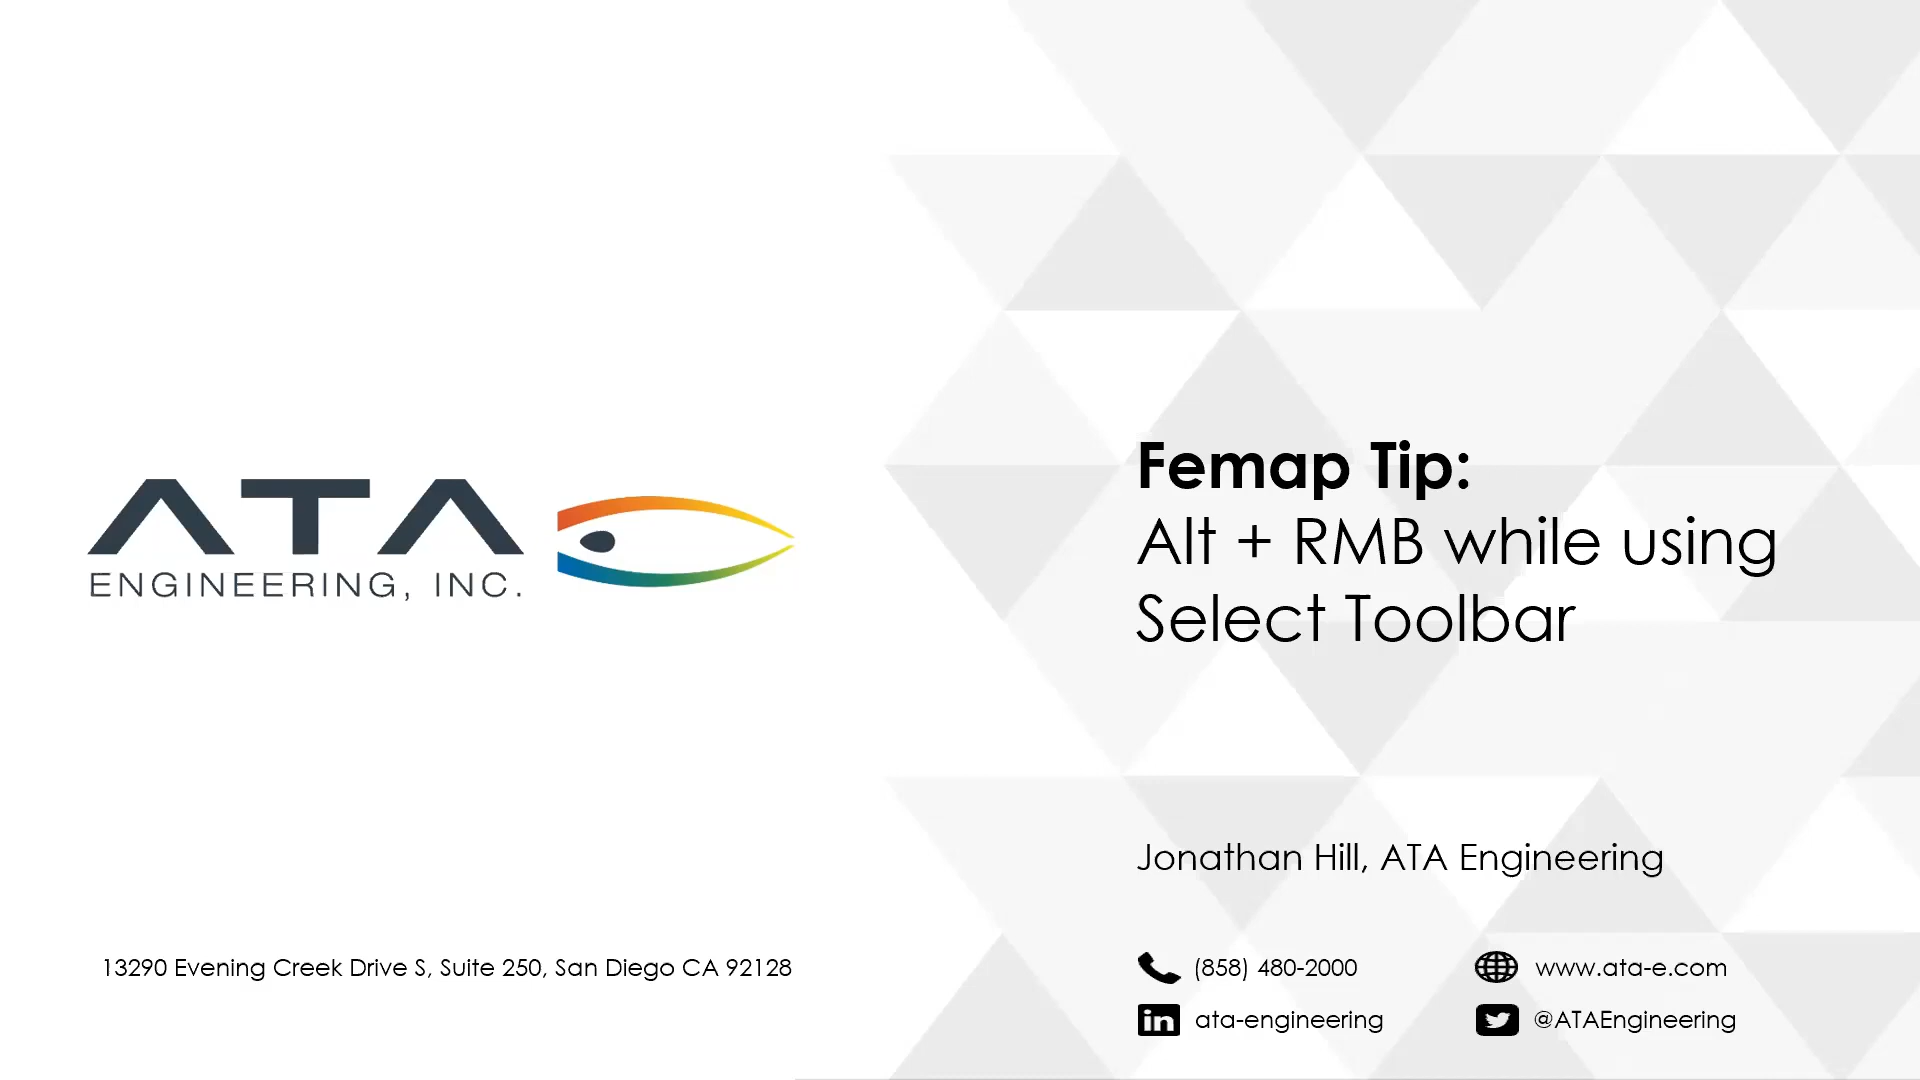 ATA
ENGINEERING, INC.
Femap Tip:
Alt + RMB while using
Select Toolbar
Jonathan Hill, ATA Engineering
13290 Evening Creek Drive S, Suite 250, San Diego CA 92128
(858) 480-2000
www.ata-e.com
in ata-engineering
@ATAEngineering